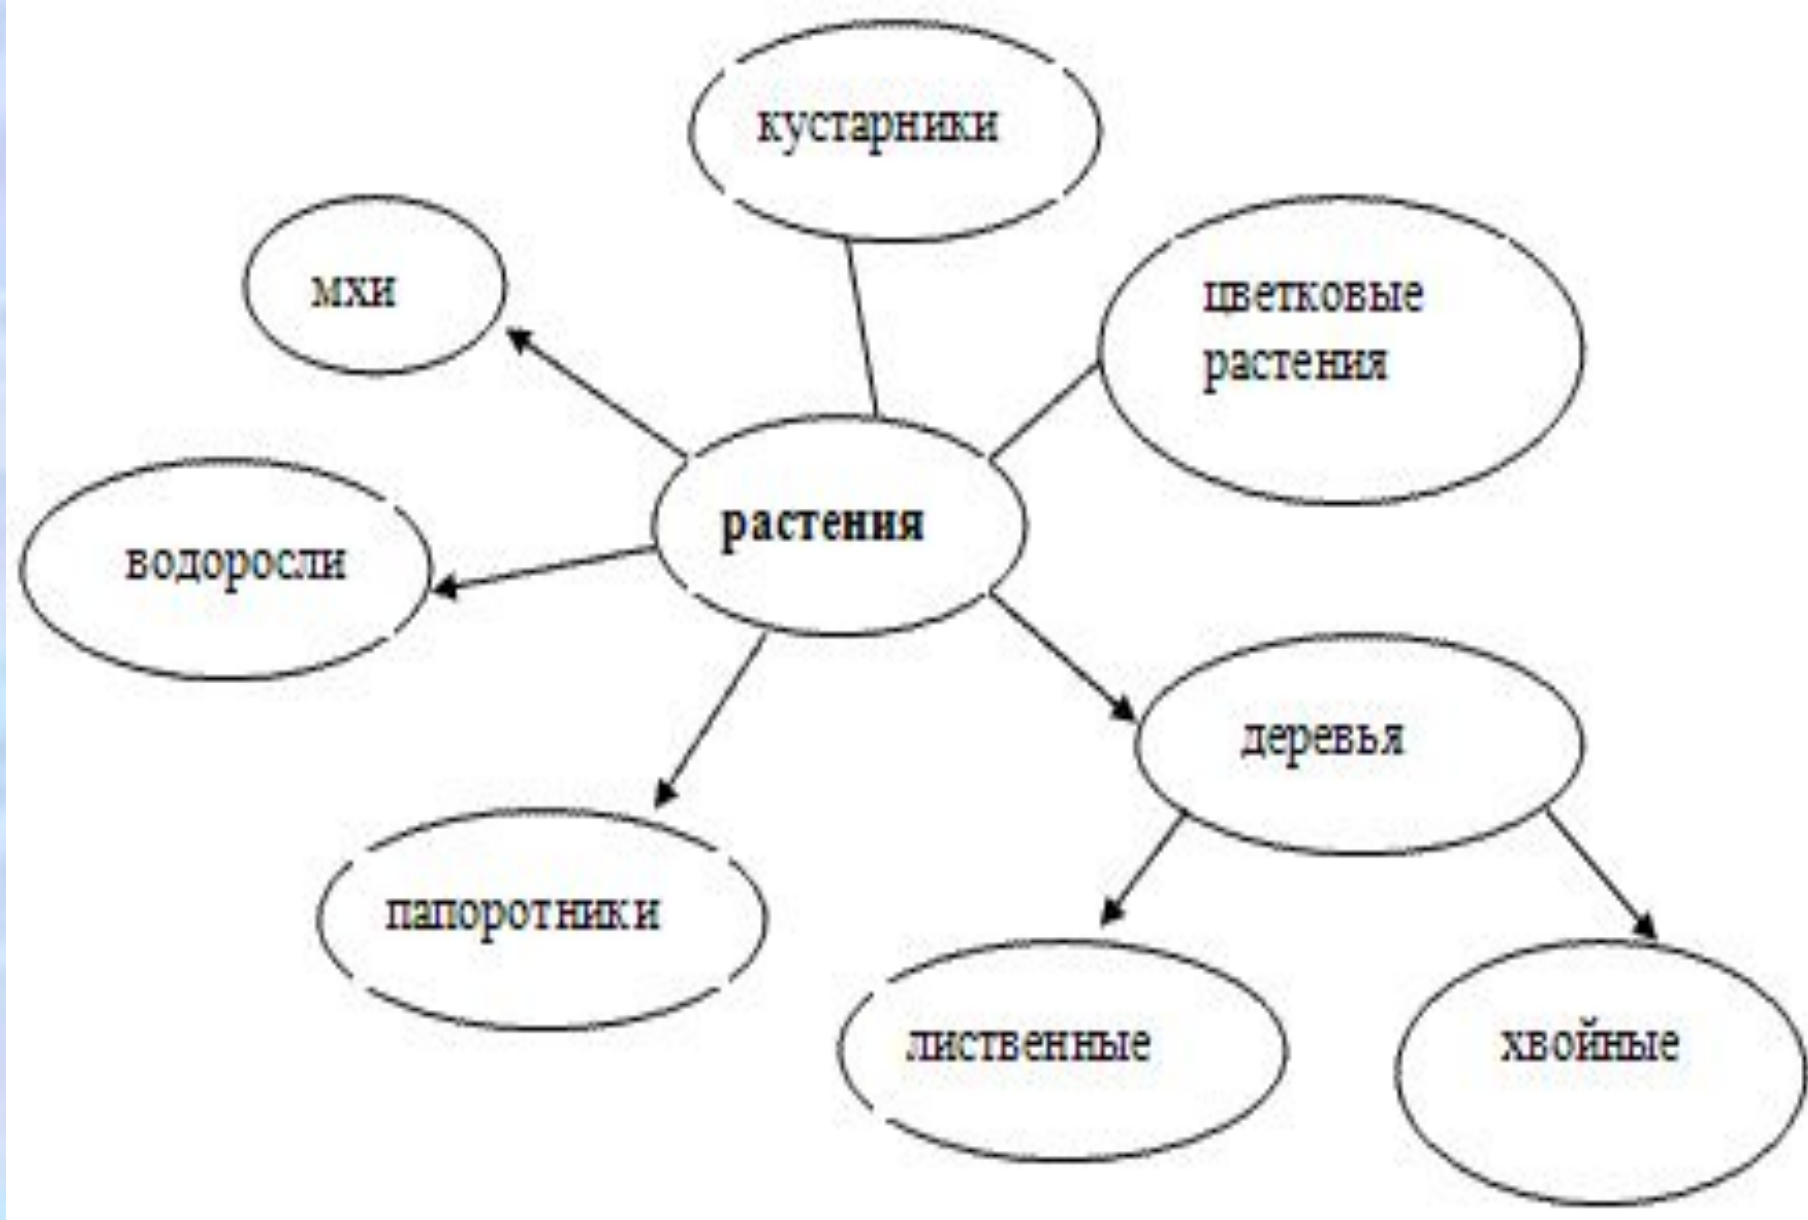 кустарники
мхи
цветковые
растения
растения
водоросли
деревья
папоротники
лиственные
хвойные